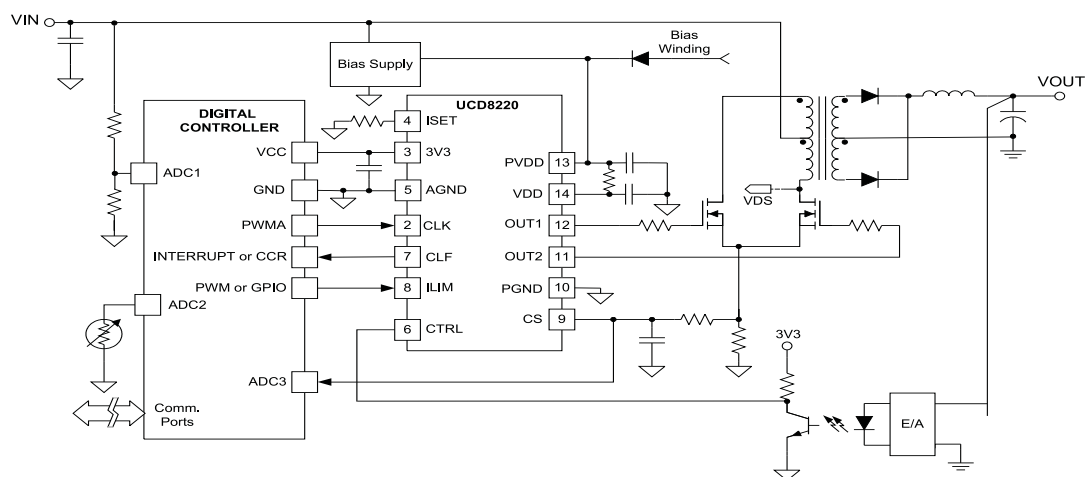 VIN
Bias
Winding
Bias Supply
VOUT
DIGITAL
CONTROLLER
UCD8220
4 ISET
VCC
3 3V3
PVDD 13
ADC1
GND
5 AGND
VDD 14
VDS
PWMA
2 CLK
OUT1 12
INTERRUPT or CCR
7 CLF
OUT2 11
PWM or GPIO
8 ILIM
PGND 10
ADC2
6 CTRL
CS 9
3V3
ADC3
Comm.
Ports
E/A